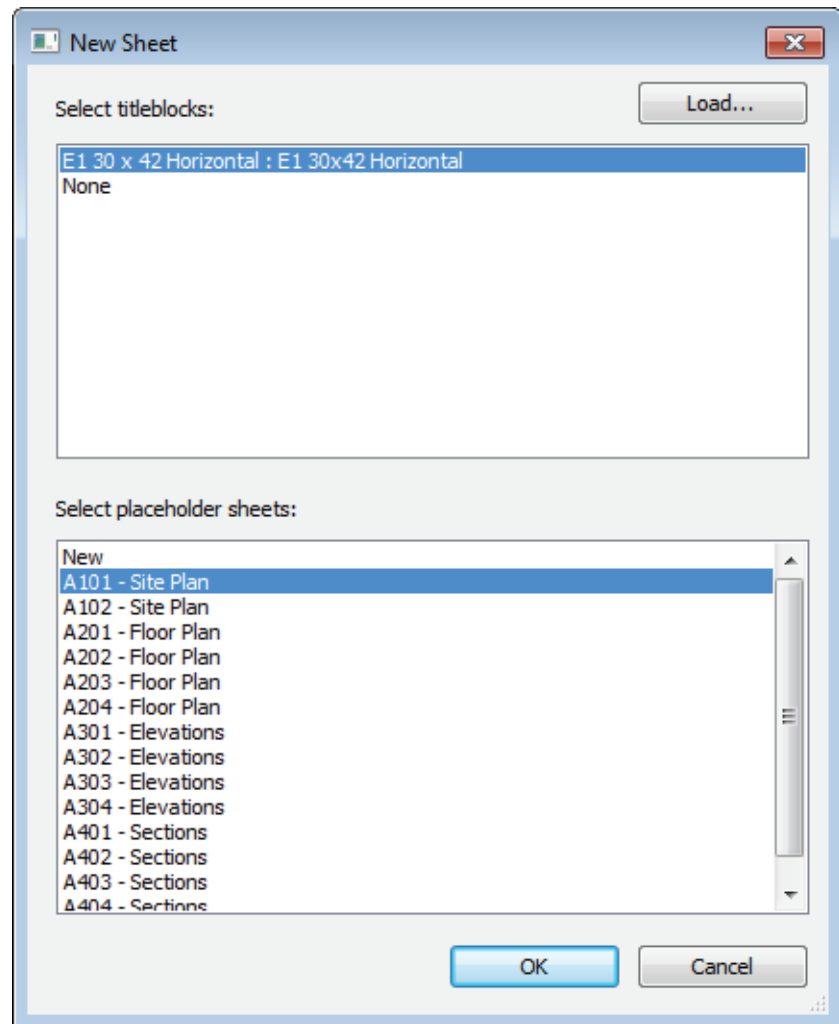 New Sheet
Select titleblocks:
Load...
E1 30 x 42 Horizontal : E1 30x42 Horizontal
None
Select placeholder sheets:
New
A101 - Site Plan
A102 - Site Plan
A201 - Floor Plan
A202 - Floor Plan
A203 - Floor Plan
A204 - Floor Plan
A301 - Elevations
A302 - Elevations
A303 - Elevations
A304 - Elevations
A401 - Sections
A402 - Sections
A403 - Sections
A404 - Sections
OK
Cancel